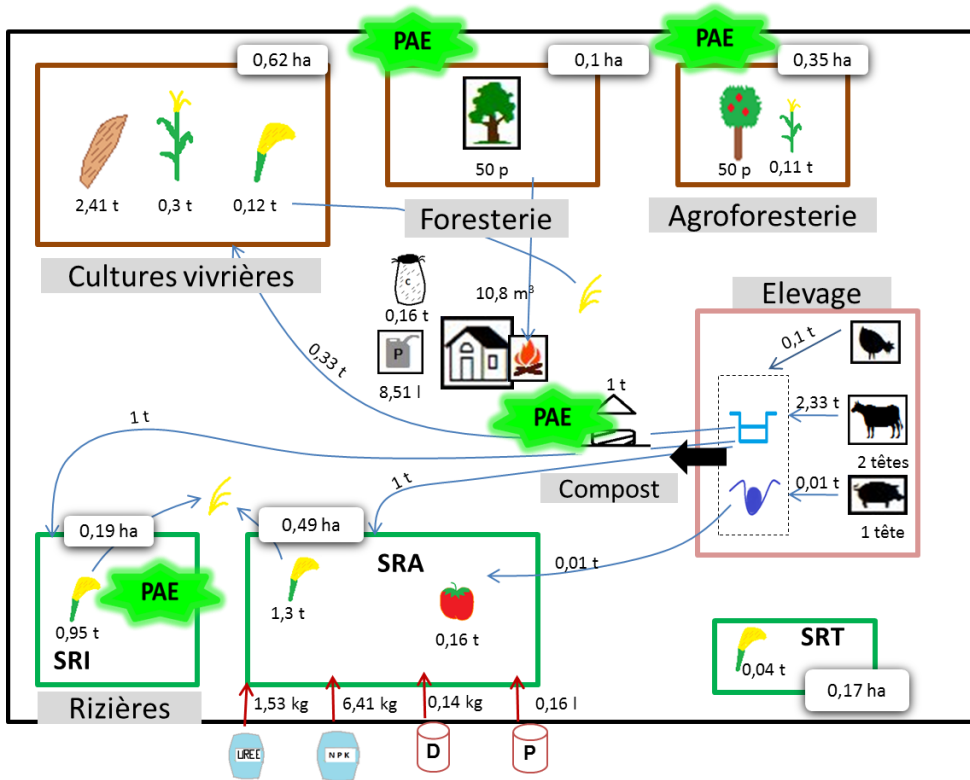 PAE
PAE
0,62 ha
0,1 ha
0,35 ha
50 p
50 p
0,11 t
2,41 t
0,3 t
0,12 t
Foresterie
Agroforesterie
Cultures vivrières
C
0,16 t
10,8 m³
Elevage
P
8,51 l
0,33 t
0,1 t
1 t
2,33 t
PAE
1 t
2 têtes
Compost
1 t
0,01 t
1 tête
0,19 ha
0,49 ha
SRA
0,01 t
PAE
0,95 t
1,3 t
0,16 t
SRI
SRT
0,04 t
0,17 ha
Rizières
1,53 kg
6,41 kg
0,14 kg
0,16 l
UREE
NPK
D
P